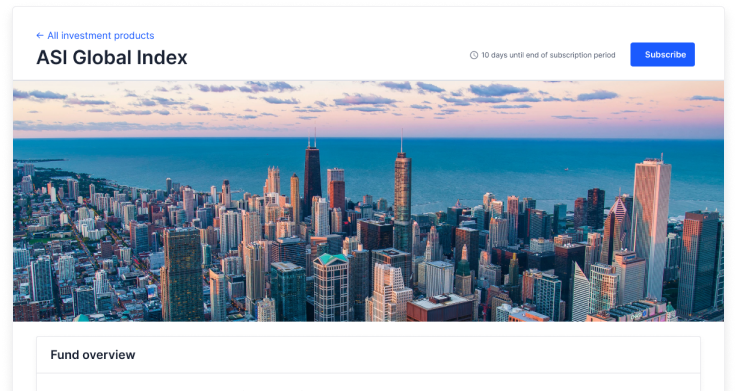 ← All investment products
ASI Global Index
10 days until end of subscription period
Subscribe
Fund overview